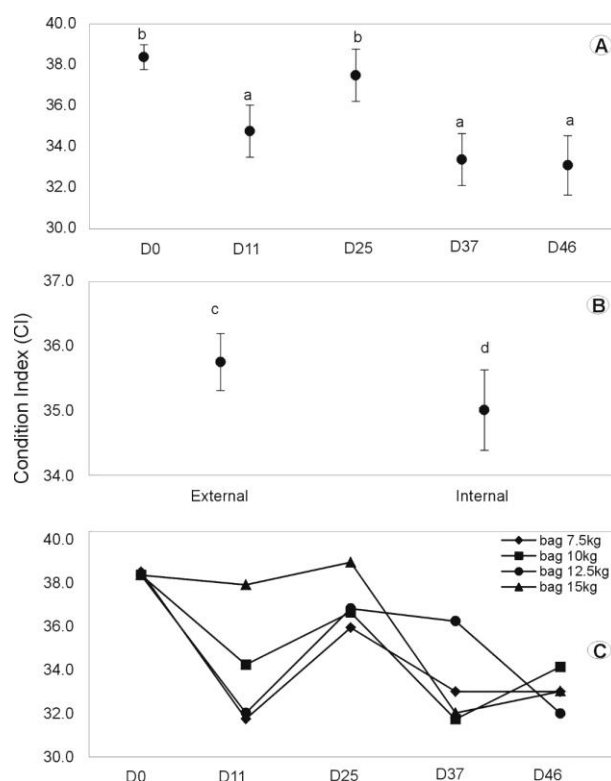 40.0
b
b
A
38.0
36.0
a
a
a
34.0
32.0
30.0
D0
D11
D25
D37
D46
37.0
B
c
36.0
d
35.0
34.0
External
Internal
Condition Index (CI)
40.0
bag 7.5kg
bag 10kg
bag 12.5kg
bag 15kg
38.0
36.0
34.0
C
32.0
30.0
D0
D11
D25
D37
D46